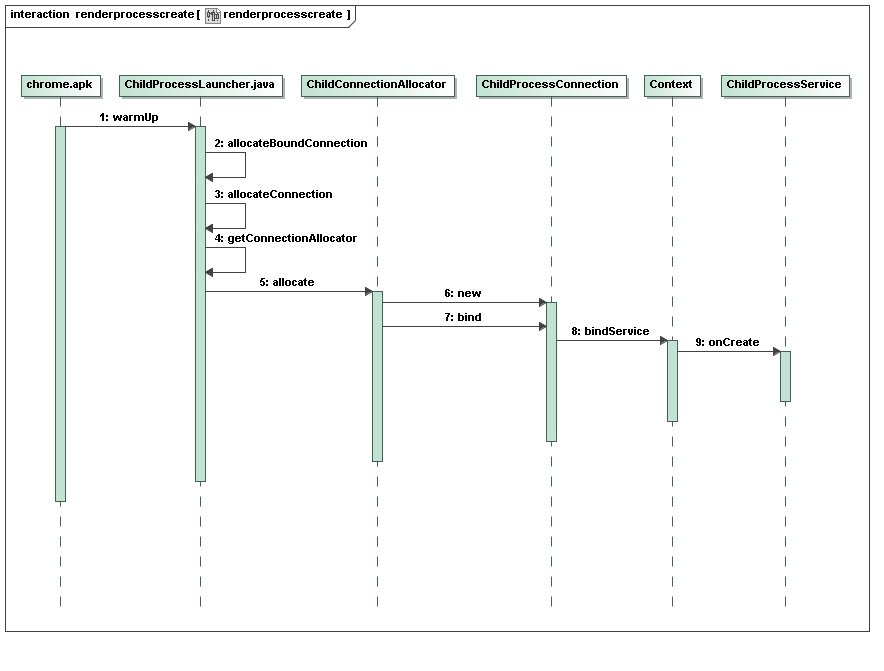 interaction renderprocesscreate [ renderprocesscreate ]
chrome.apk
ChildProcessLauncher.java
ChildConnectionAllocator
ChildProcessConnection
Context
ChildProcessService
1: warmUp
2: allocateBoundConnection
3: allocateConnection
4: getConnectionAllocator
5: allocate
6: new
7: bind
8: bindService
9: onCreate